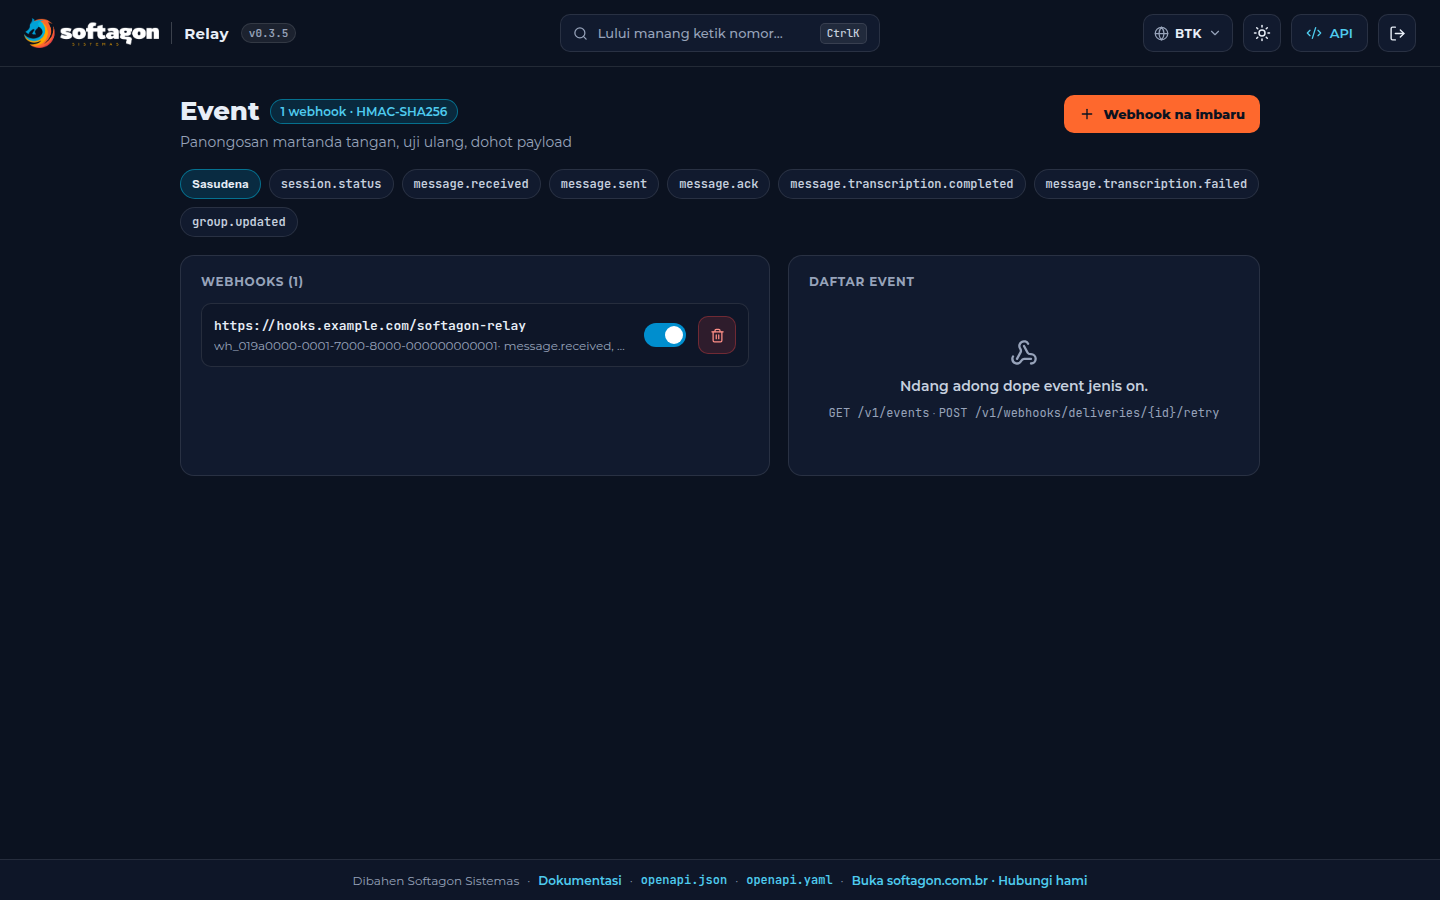 softagon
SISTEMAS
Relay
v0.3.5
Lului manang ketik nomor...
CtrlK
BTK
API
Event
1 webhook · HMAC-SHA256
Webhook na imbaru
Panongosan martanda tangan, uji ulang, dohot payload
Sasudena
session.status
message.received
message.sent
message.ack
message.transcription.completed
message.transcription.failed
group.updated
WEBHOOKS (1)
https://hooks.example.com/softagon-relay
wh_019a0000-0001-7000-8000-000000000001· message.received, ...
DAFTAR EVENT
Ndang adong dope event jenis on.
GET /v1/events · POST /v1/webhooks/deliveries/{id}/retry
Dibahen Softagon Sistemas · Dokumentasi · openapi.json · openapi.yaml · Buka softagon.com.br · Hubungi hami